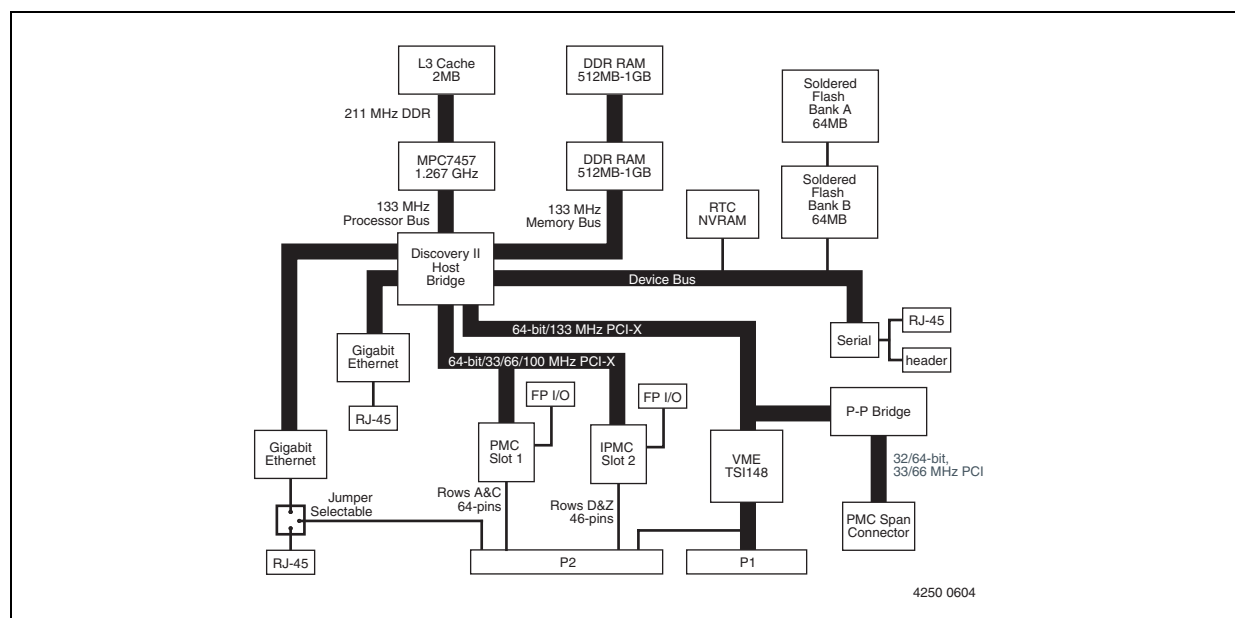 L3 Cache
2MB
DDR RAM
512MB-1GB
Soldered
Flash
Bank A
64MB
211 MHz DDR
MPC7457
1.267 GHz
DDR RAM
512MB-1GB
Soldered
Flash
Bank B
64MB
RTC
NVRAM
133 MHz
Processor Bus
133 MHz
Memory Bus
Discovery II
Host
Bridge
Device Bus
64-bit/133 MHz PCI-X
Serial
RJ-45
header
Gigabit
Ethernet
64-bit/33/66/100 MHz PCI-X
RJ-45
FP I/O
FP I/O
P-P Bridge
Gigabit
Ethernet
PMC
Slot 1
IPMC
Slot 2
VME
TSI148
32/64-bit,
33/66 MHz PCI
Jumper
Selectable
Rows A&C
64-pins
Rows D&Z
46-pins
PMC Span
Connector
RJ-45
P2
P1
4250 0604